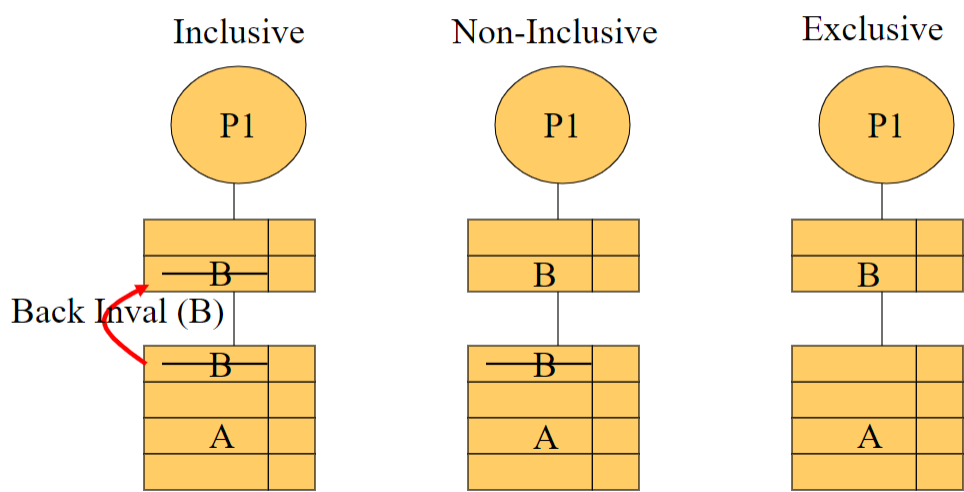 Inclusive
Non-Inclusive
Exclusive
P1
P1
P1
B
B
B
Back Inval (B)
B
B
A
A
A